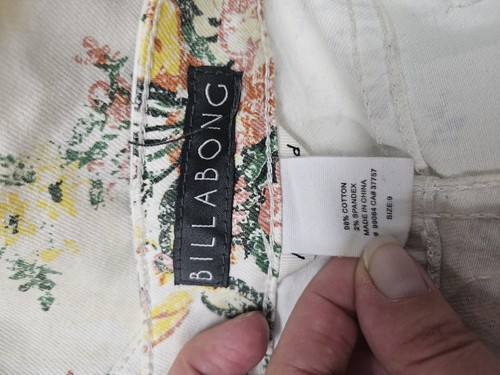 BILLABONG
98% COTTON
2% SPANDEX
MADE IN CHINA
CA# 37757
SIZE:9